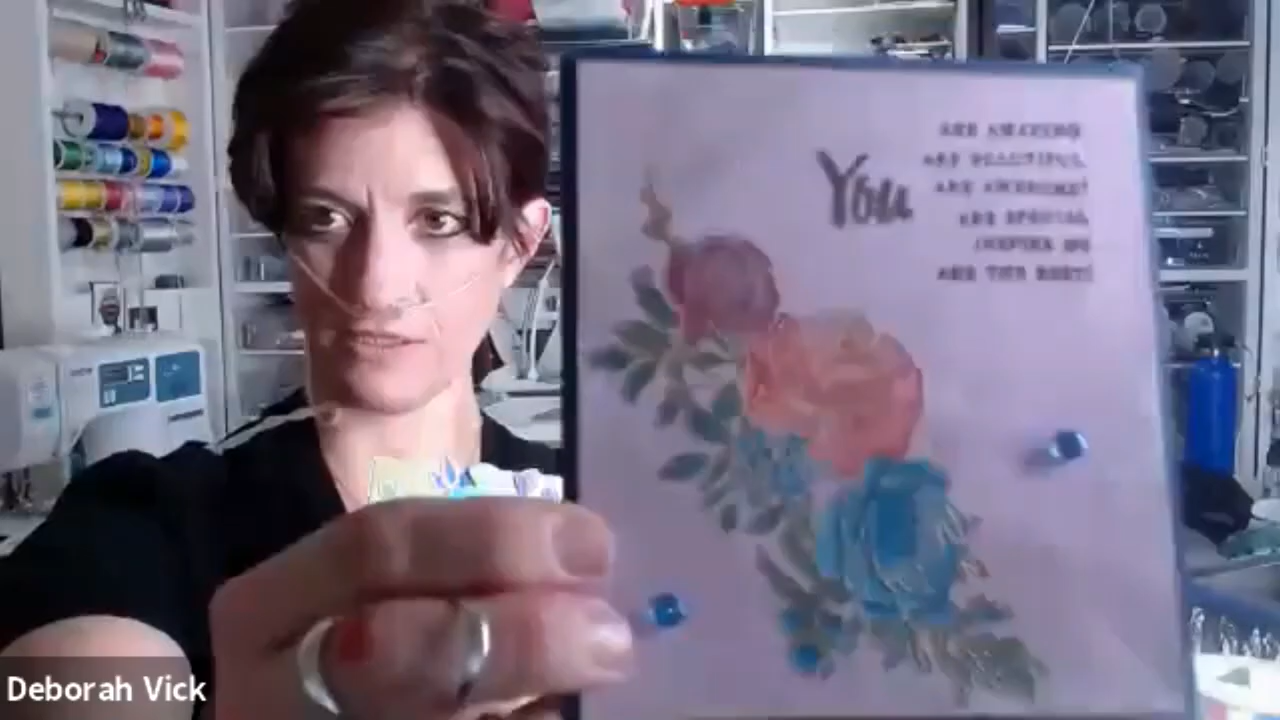 ARE AMAZING
ARE BEAUTIFUL
You ARE AWESOME!
ARE SPECIAL
INSPIRE ME
ARE THE BEST!
Deborah Vick